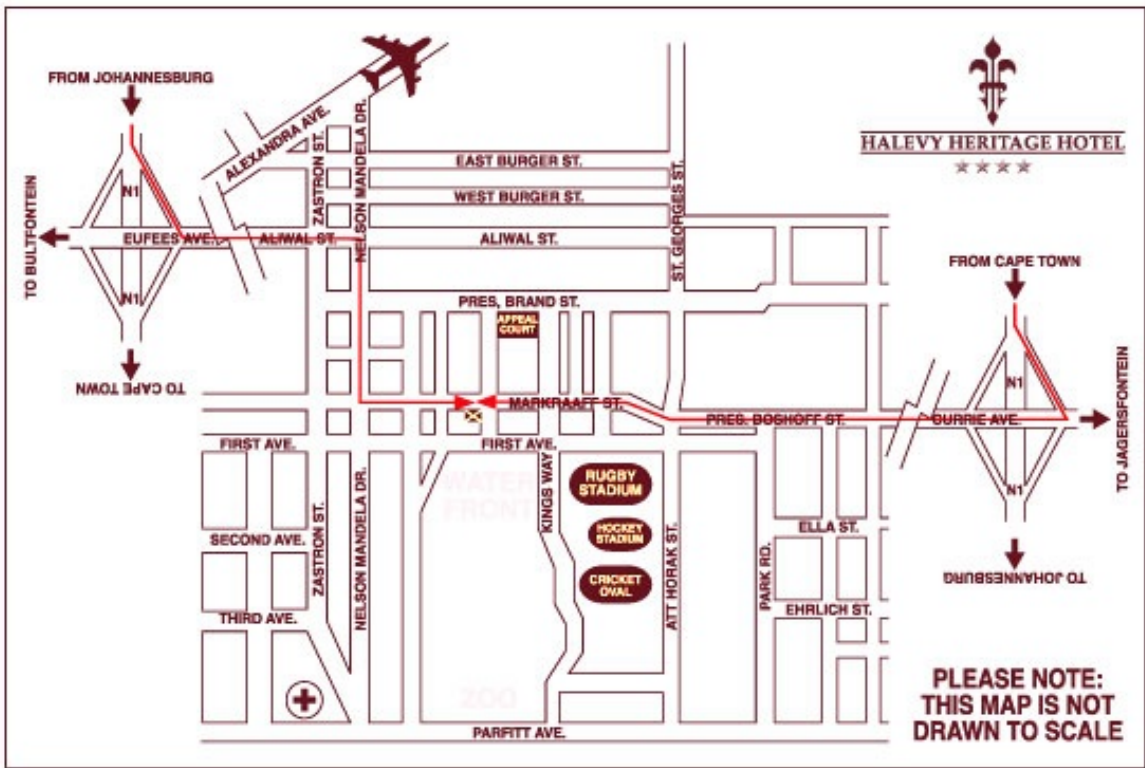 FROM JOHANNESBURG
ALEXANDRA AVE.
ZASTRON ST.
NELSON MANDELA DR.
HALEVY HERITAGE HOTEL
EAST BURGER ST.
WEST BURGER ST.
ST. GEORGES ST.
N1
TO BULTFONTEIN
EUFEES AVE.
ALIWAL ST.
ALIWAL ST.
FROM CAPE TOWN
N1
PRES, BRAND ST.
APPEAL
COURT
TO CAPE TOWN
N1
MARKRAAFF ST.
PRES. BOSHOFF ST.
CURRIE AVE.
TO JAGERSFONTEIN
FIRST AVE.
FIRST AVE.
WATER
FRONT
KINGS WAY
RUGBY
STADIUM
N1
ZASTRON ST.
NELSON MANDELA DR.
HOCKEY
STADIUM
ELLA ST.
SECOND AVE.
CRICKET
OVAL
ATT HORAK ST.
PARK RD.
TO JOHANNESBURG
THIRD AVE.
EHRLICH ST.
ZOO
PARFITT AVE.
PLEASE NOTE:
THIS MAP IS NOT
DRAWN TO SCALE